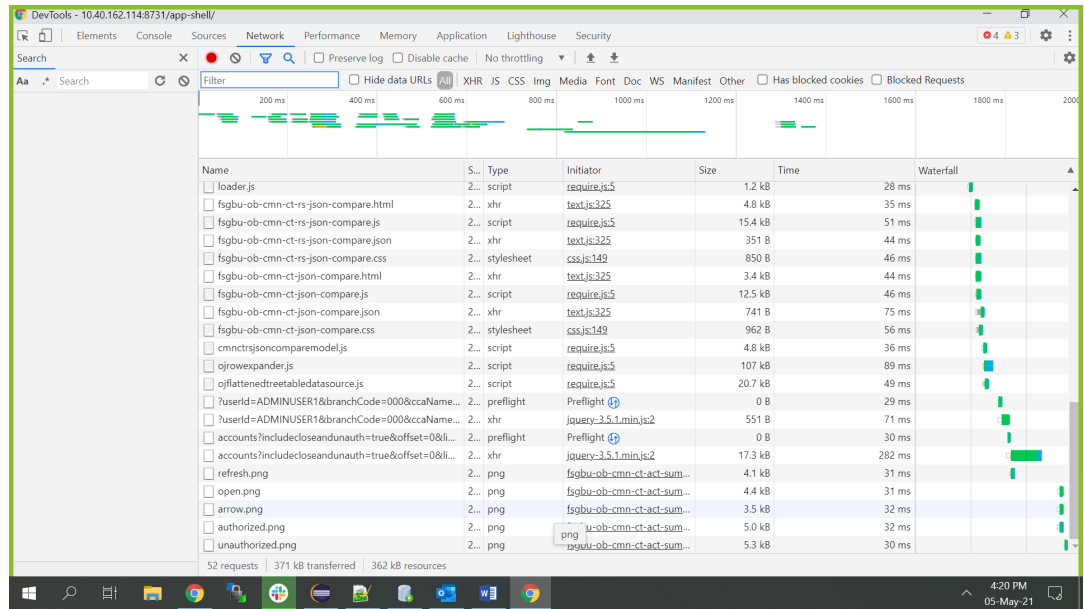 DevTools - 10.40.162.114:8731/app-shell/
Elements Console Sources Network Performance Memory Application Lighthouse Security 4 3
Search Preserve log Disable cache No throttling
Aa .* Search Filter Hide data URLs All XHR JS CSS Img Media Font Doc WS Manifest Other Has blocked cookies Blocked Requests
200 ms 400 ms 600 ms 800 ms 1000 ms 1200 ms 1400 ms 1600 ms 1800 ms 2000
Name S... Type Initiator Size Time Waterfall
loader.js 2... script require.js:5 1.2 kB 28 ms
fsgbu-ob-cmn-ct-rs-json-compare.html 2... xhr text.js:325 4.8 kB 35 ms
fsgbu-ob-cmn-ct-rs-json-compare.js 2... script require.js:5 15.4 kB 51 ms
fsgbu-ob-cmn-ct-rs-json-compare.json 2... xhr text.js:325 351 B 44 ms
fsgbu-ob-cmn-ct-rs-json-compare.css 2... stylesheet css.js:149 850 B 46 ms
fsgbu-ob-cmn-ct-json-compare.html 2... xhr text.js:325 3.4 kB 44 ms
fsgbu-ob-cmn-ct-json-compare.js 2... script require.js:5 12.5 kB 46 ms
fsgbu-ob-cmn-ct-json-compare.json 2... xhr text.js:325 741 B 75 ms
fsgbu-ob-cmn-ct-json-compare.css 2... stylesheet css.js:149 962 B 56 ms
cmnctrsjsoncomparemodel.js 2... script require.js:5 4.8 kB 36 ms
ojrowexpander.js 2... script require.js:5 107 kB 89 ms
ojflattenedtreetabledatasource.js 2... script require.js:5 20.7 kB 49 ms
?userId=ADMINUSER1&branchCode=000&ccaName... 2... preflight Preflight 0 B 29 ms
?userId=ADMINUSER1&branchCode=000&ccaName... 2... xhr jquery-3.5.1.min.js:2 551 B 71 ms
accounts?includecloseandunauth=true&offset=0&li... 2... preflight Preflight 0 B 30 ms
accounts?includecloseandunauth=true&offset=0&li... 2... xhr jquery-3.5.1.min.js:2 17.3 kB 282 ms
refresh.png 2... png fsgbu-ob-cmn-ct-act-sum... 4.1 kB 31 ms
open.png 2... png fsgbu-ob-cmn-ct-act-sum... 4.4 kB 31 ms
arrow.png 2... png fsgbu-ob-cmn-ct-act-sum... 3.5 kB 32 ms
authorized.png 2... png u-ob-cmn-ct-act-sum... 5.0 kB 32 ms
png
unauthorized.png 2... png fsgbu-ob-cmn-ct-act-sum... 5.3 kB 30 ms
52 requests 371 kB transferred 362 kB resources
4:20 PM
05-May-21